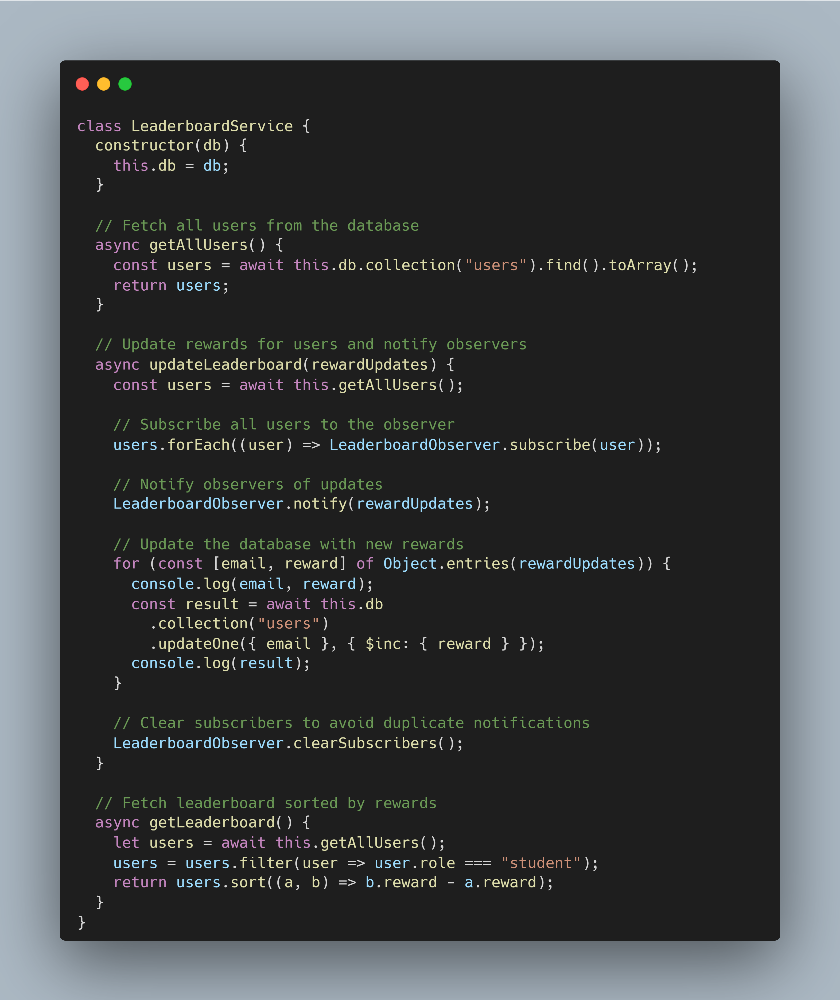 class LeaderboardService {
  constructor(db) {
    this.db = db;
  }

  // Fetch all users from the database
  async getAllUsers() {
    const users = await this.db.collection("users").find().toArray();
    return users;
  }

  // Update rewards for users and notify observers
  async updateLeaderboard(rewardUpdates) {
    const users = await this.getAllUsers();

    // Subscribe all users to the observer
    users.forEach((user) => LeaderboardObserver.subscribe(user));

    // Notify observers of updates
    LeaderboardObserver.notify(rewardUpdates);

    // Update the database with new rewards
    for (const [email, reward] of Object.entries(rewardUpdates)) {
      console.log(email, reward);
      const result = await this.db
        .collection("users")
        .updateOne({ email }, { $inc: { reward } });
      console.log(result);
    }

    // Clear subscribers to avoid duplicate notifications
    LeaderboardObserver.clearSubscribers();
  }

  // Fetch leaderboard sorted by rewards
  async getLeaderboard() {
    let users = await this.getAllUsers();
    users = users.filter(user => user.role === "student");
    return users.sort((a, b) => b.reward - a.reward);
  }
}